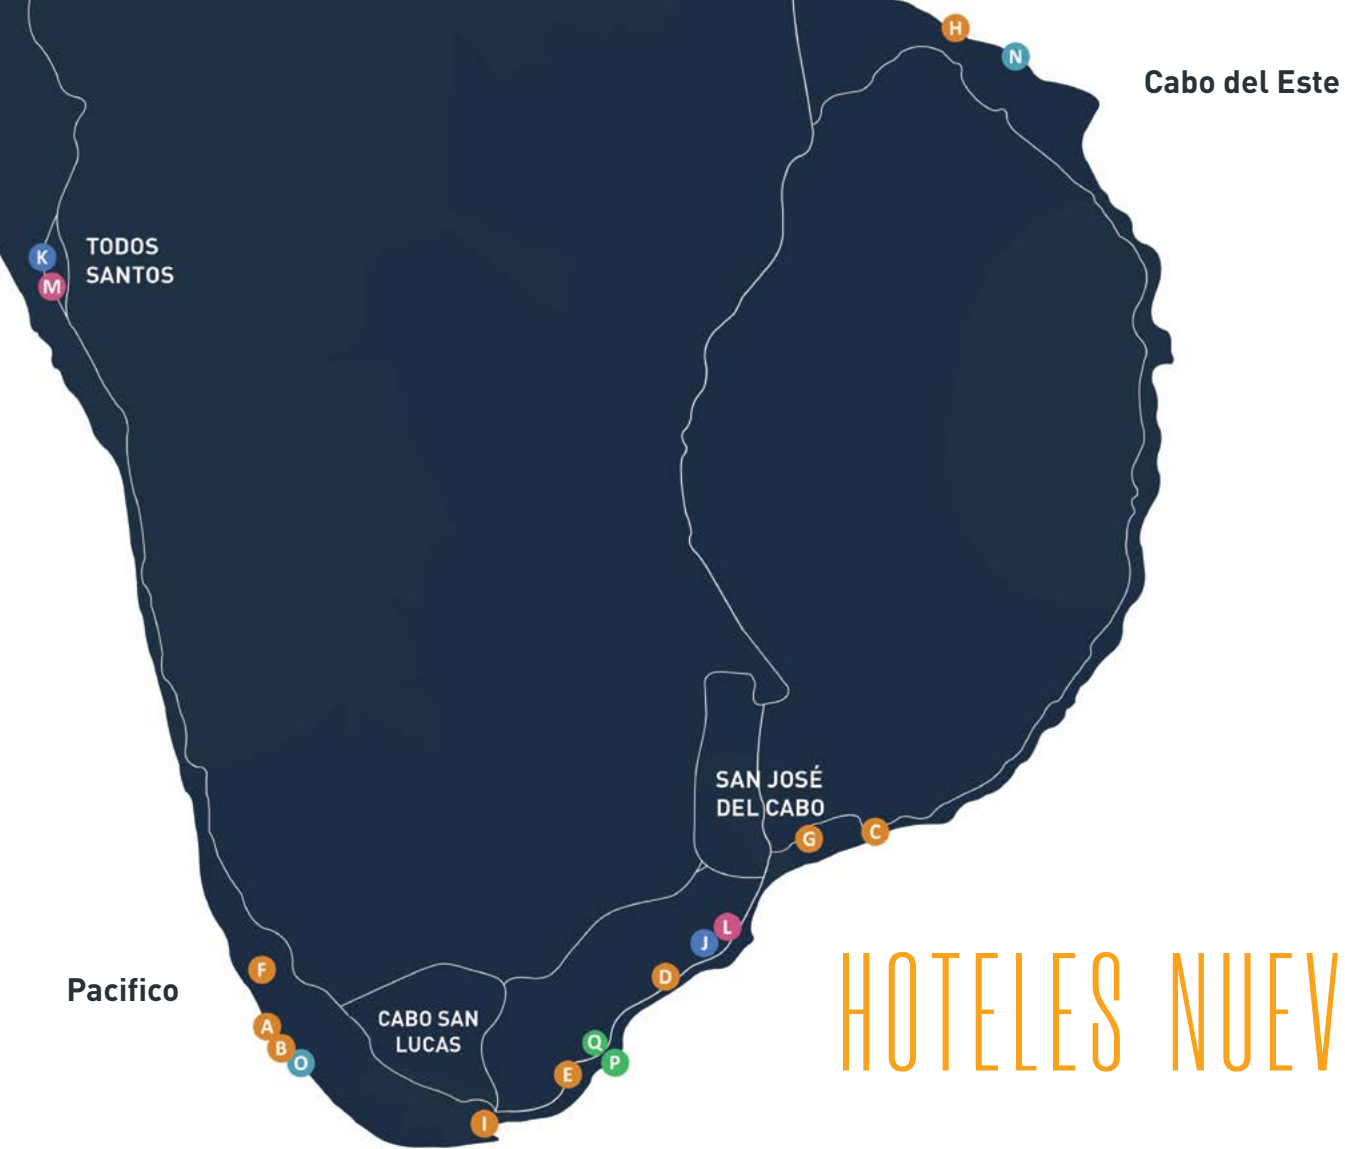 H
N
Cabo del Este
K
M
TODOS
SANTOS
SAN JOSÉ
DEL CABO
G
C
L
J
D
F
Pacifico
A
B
O
CABO SAN
LUCAS
Q
P
E
I
HOTELES NUEV